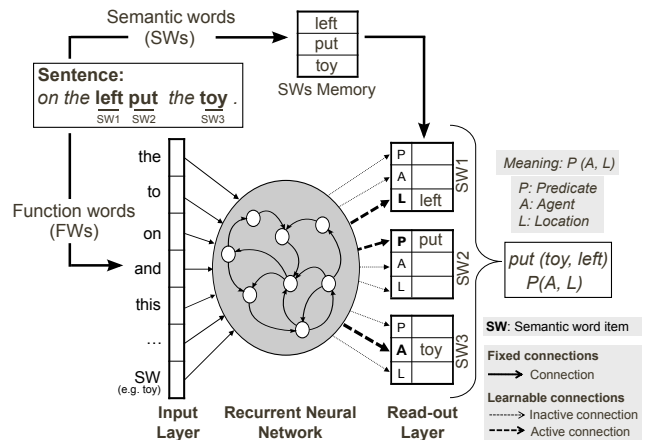 Semantic words
(SWs)
left
put
toy
SWs Memory
Sentence:
on the left put the toy .
SW1 SW2 SW3
Function words
(FWs)
the
to
on
and
this
...
SW
(e.g. toy)
Input
Layer
Recurrent Neural
Network
P
A
L left
SW1
P put
A
L
SW2
P
A toy
L
SW3
Read-out
Layer
Meaning: P (A, L)
P: Predicate
A: Agent
L: Location
put (toy, left)
P(A, L)
SW: Semantic word item
Fixed connections
Connection
Learnable connections
Inactive connection
Active connection